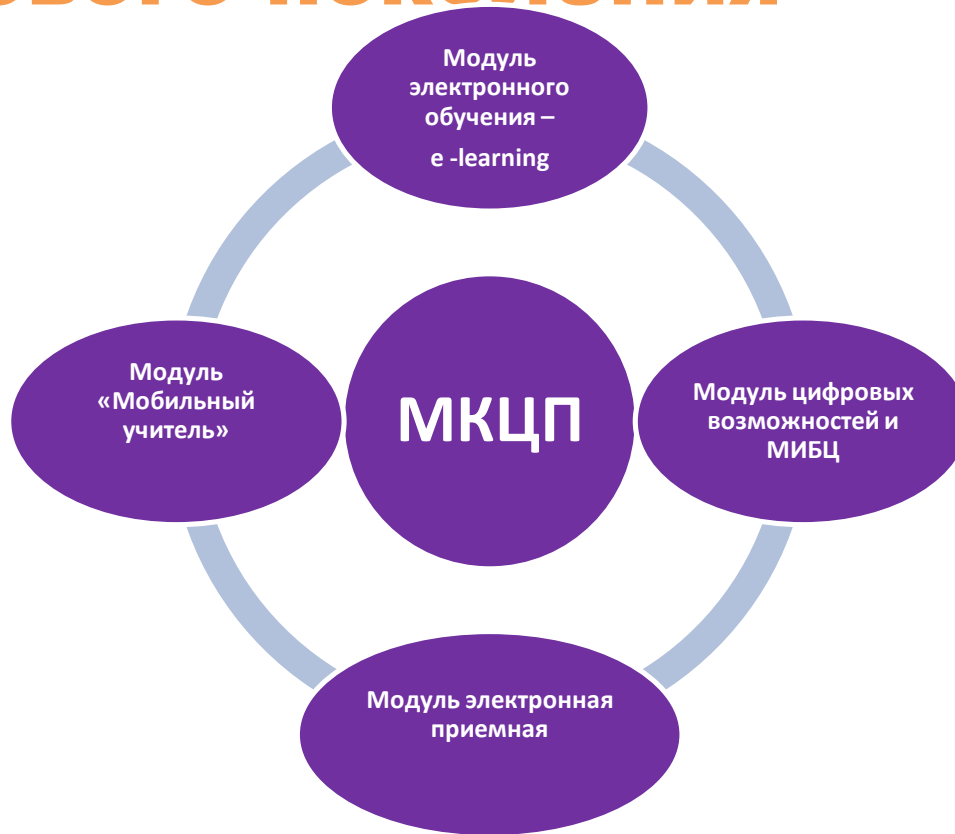 Модуль
электронного
обучения –
e -learning
Модуль
«Мобильный
учитель»
МКЦП
Модуль цифровых
возможностей и
МИБЦ
Модуль электронная
приемная